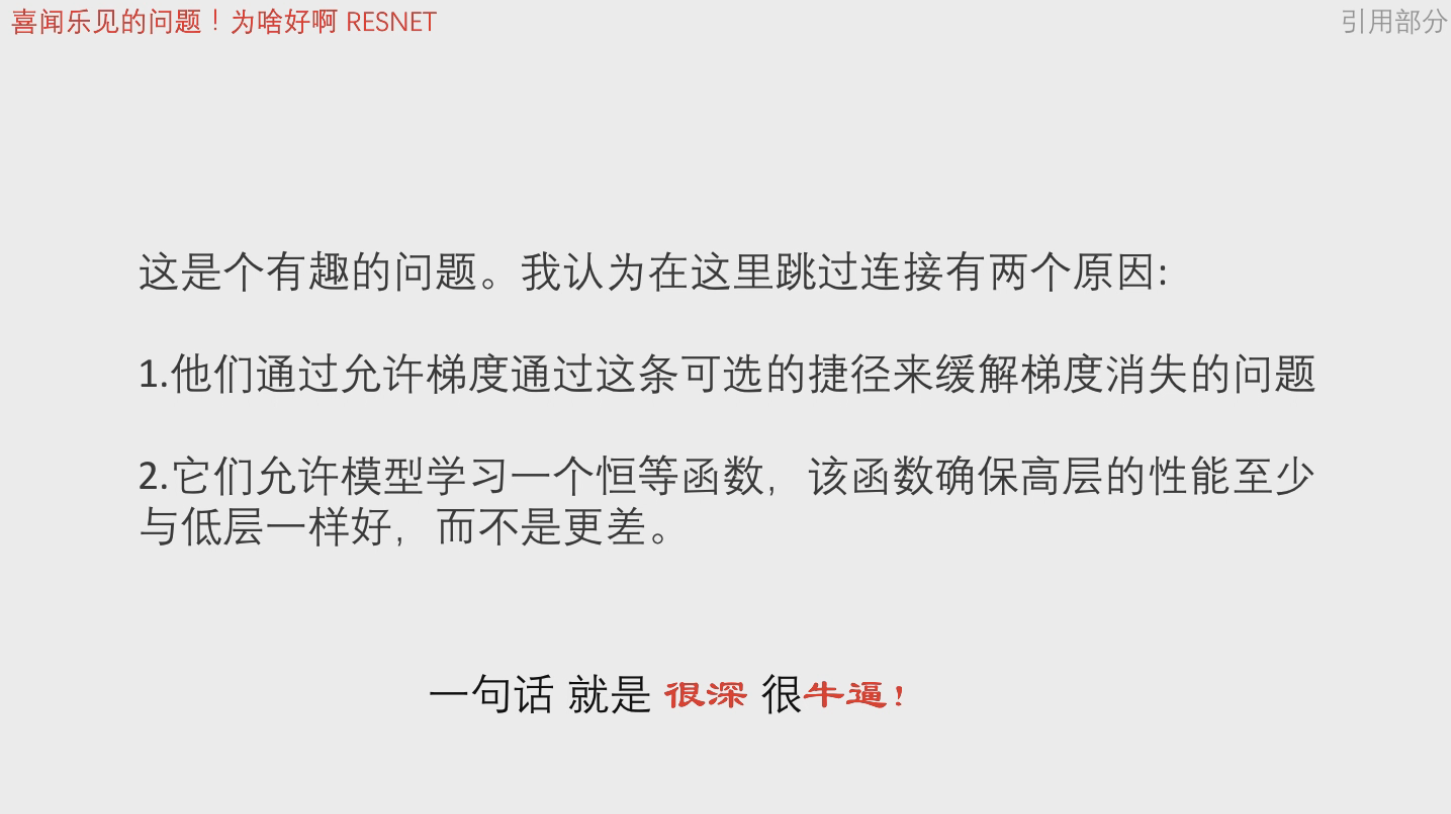 喜闻乐见的问题！为啥好啊 RESNET
引用部分
这是个有趣的问题。我认为在这里跳过连接有两个原因:
1.他们通过允许梯度通过这条可选的捷径来缓解梯度消失的问题
2.它们允许模型学习一个恒等函数，该函数确保高层的性能至少
与低层一样好，而不是更差。
一句话 就是 很深 很牛逼！